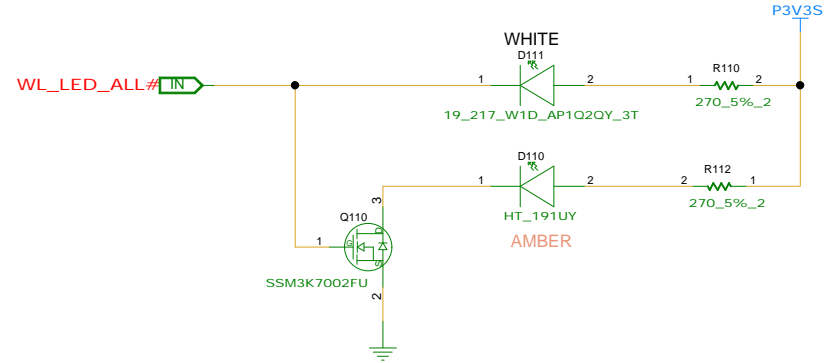 P3V3S
WHITE
D111
WL_LED_ALL#
IN
1
2
1
R110
2
19_217_W1D_AP1Q2QY_3T
270_5%_2
D110
R112
1
2
2
1
3
HT_191UY
270_5%_2
Q110
AMBER
D
1
G
S
SSM3K7002FU
2